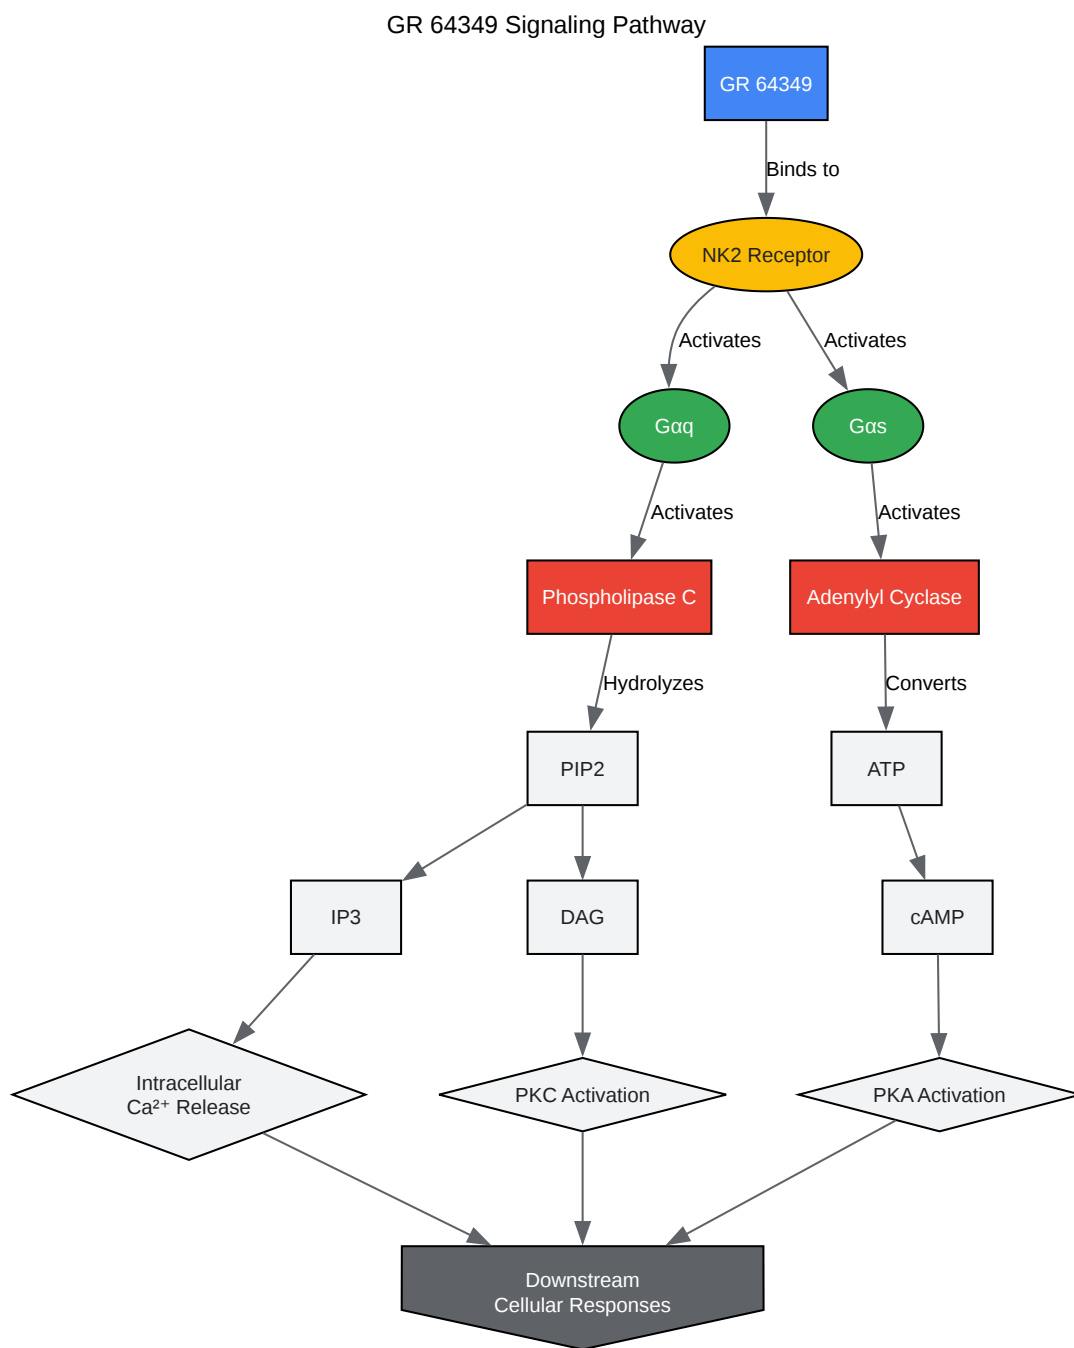 GR 64349 Signaling Pathway
GR 64349
Binds to
NK2 Receptor
Activates
Activates
Gαq
Gαs
Activates
Activates
Phospholipase C
Adenylyl Cyclase
Hydrolyzes
Converts
PIP2
ATP
IP3
DAG
cAMP
Intracellular
Ca²⁺ Release
PKC Activation
PKA Activation
Downstream
Cellular Responses